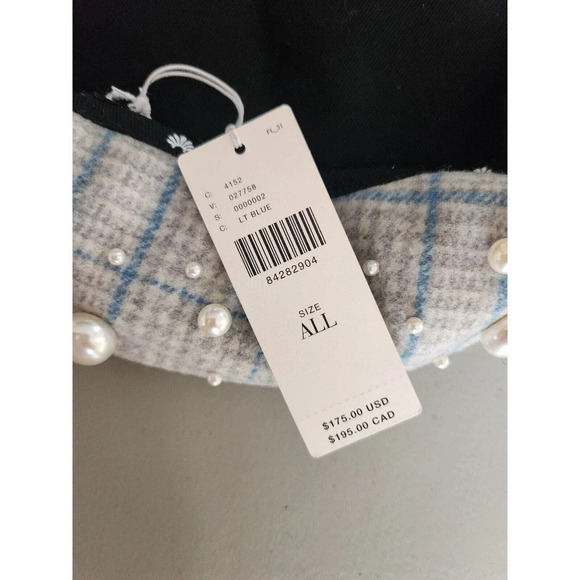 FL_31
C: 4152
V: 027758
S: 0000002
C: LT BLUE
84282904
SIZE
ALL
$175.00 USD
$195.00 CAD